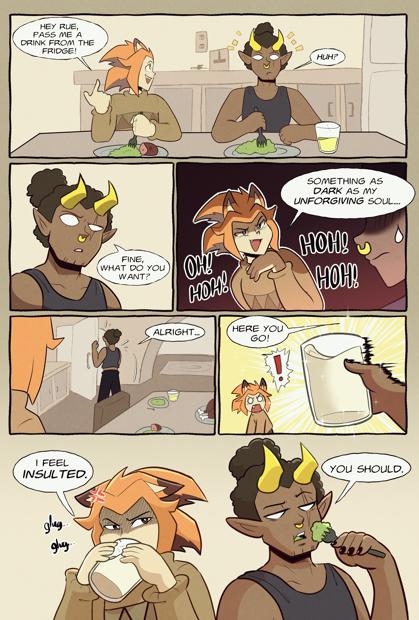 HEY RUE,
PASS ME A
DRINK FROM THE
FRIDGE!
HUH?
FINE,
WHAT DO YOU
WANT?
SOMETHING AS
DARK AS MY
UNFORGIVING SOUL...
OH!
HOH!
HOH!
HOH!
ALRIGHT...
HERE YOU
GO!
!
I FEEL
INSULTED.
glug...
glug...
YOU SHOULD.